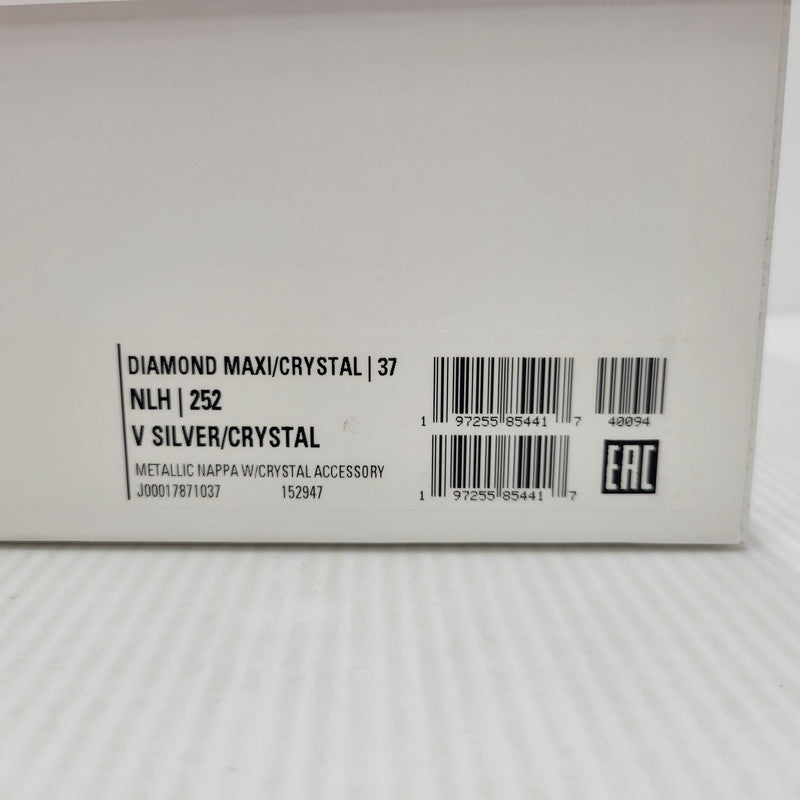 DIAMOND MAXI/CRYSTAL | 37
NLH | 252
V SILVER/CRYSTAL
METALLIC NAPPA W/CRYSTAL ACCESSORY
J00017871037 152947
1 97255 85441 7 40094
1 97255 85441 7
EAC